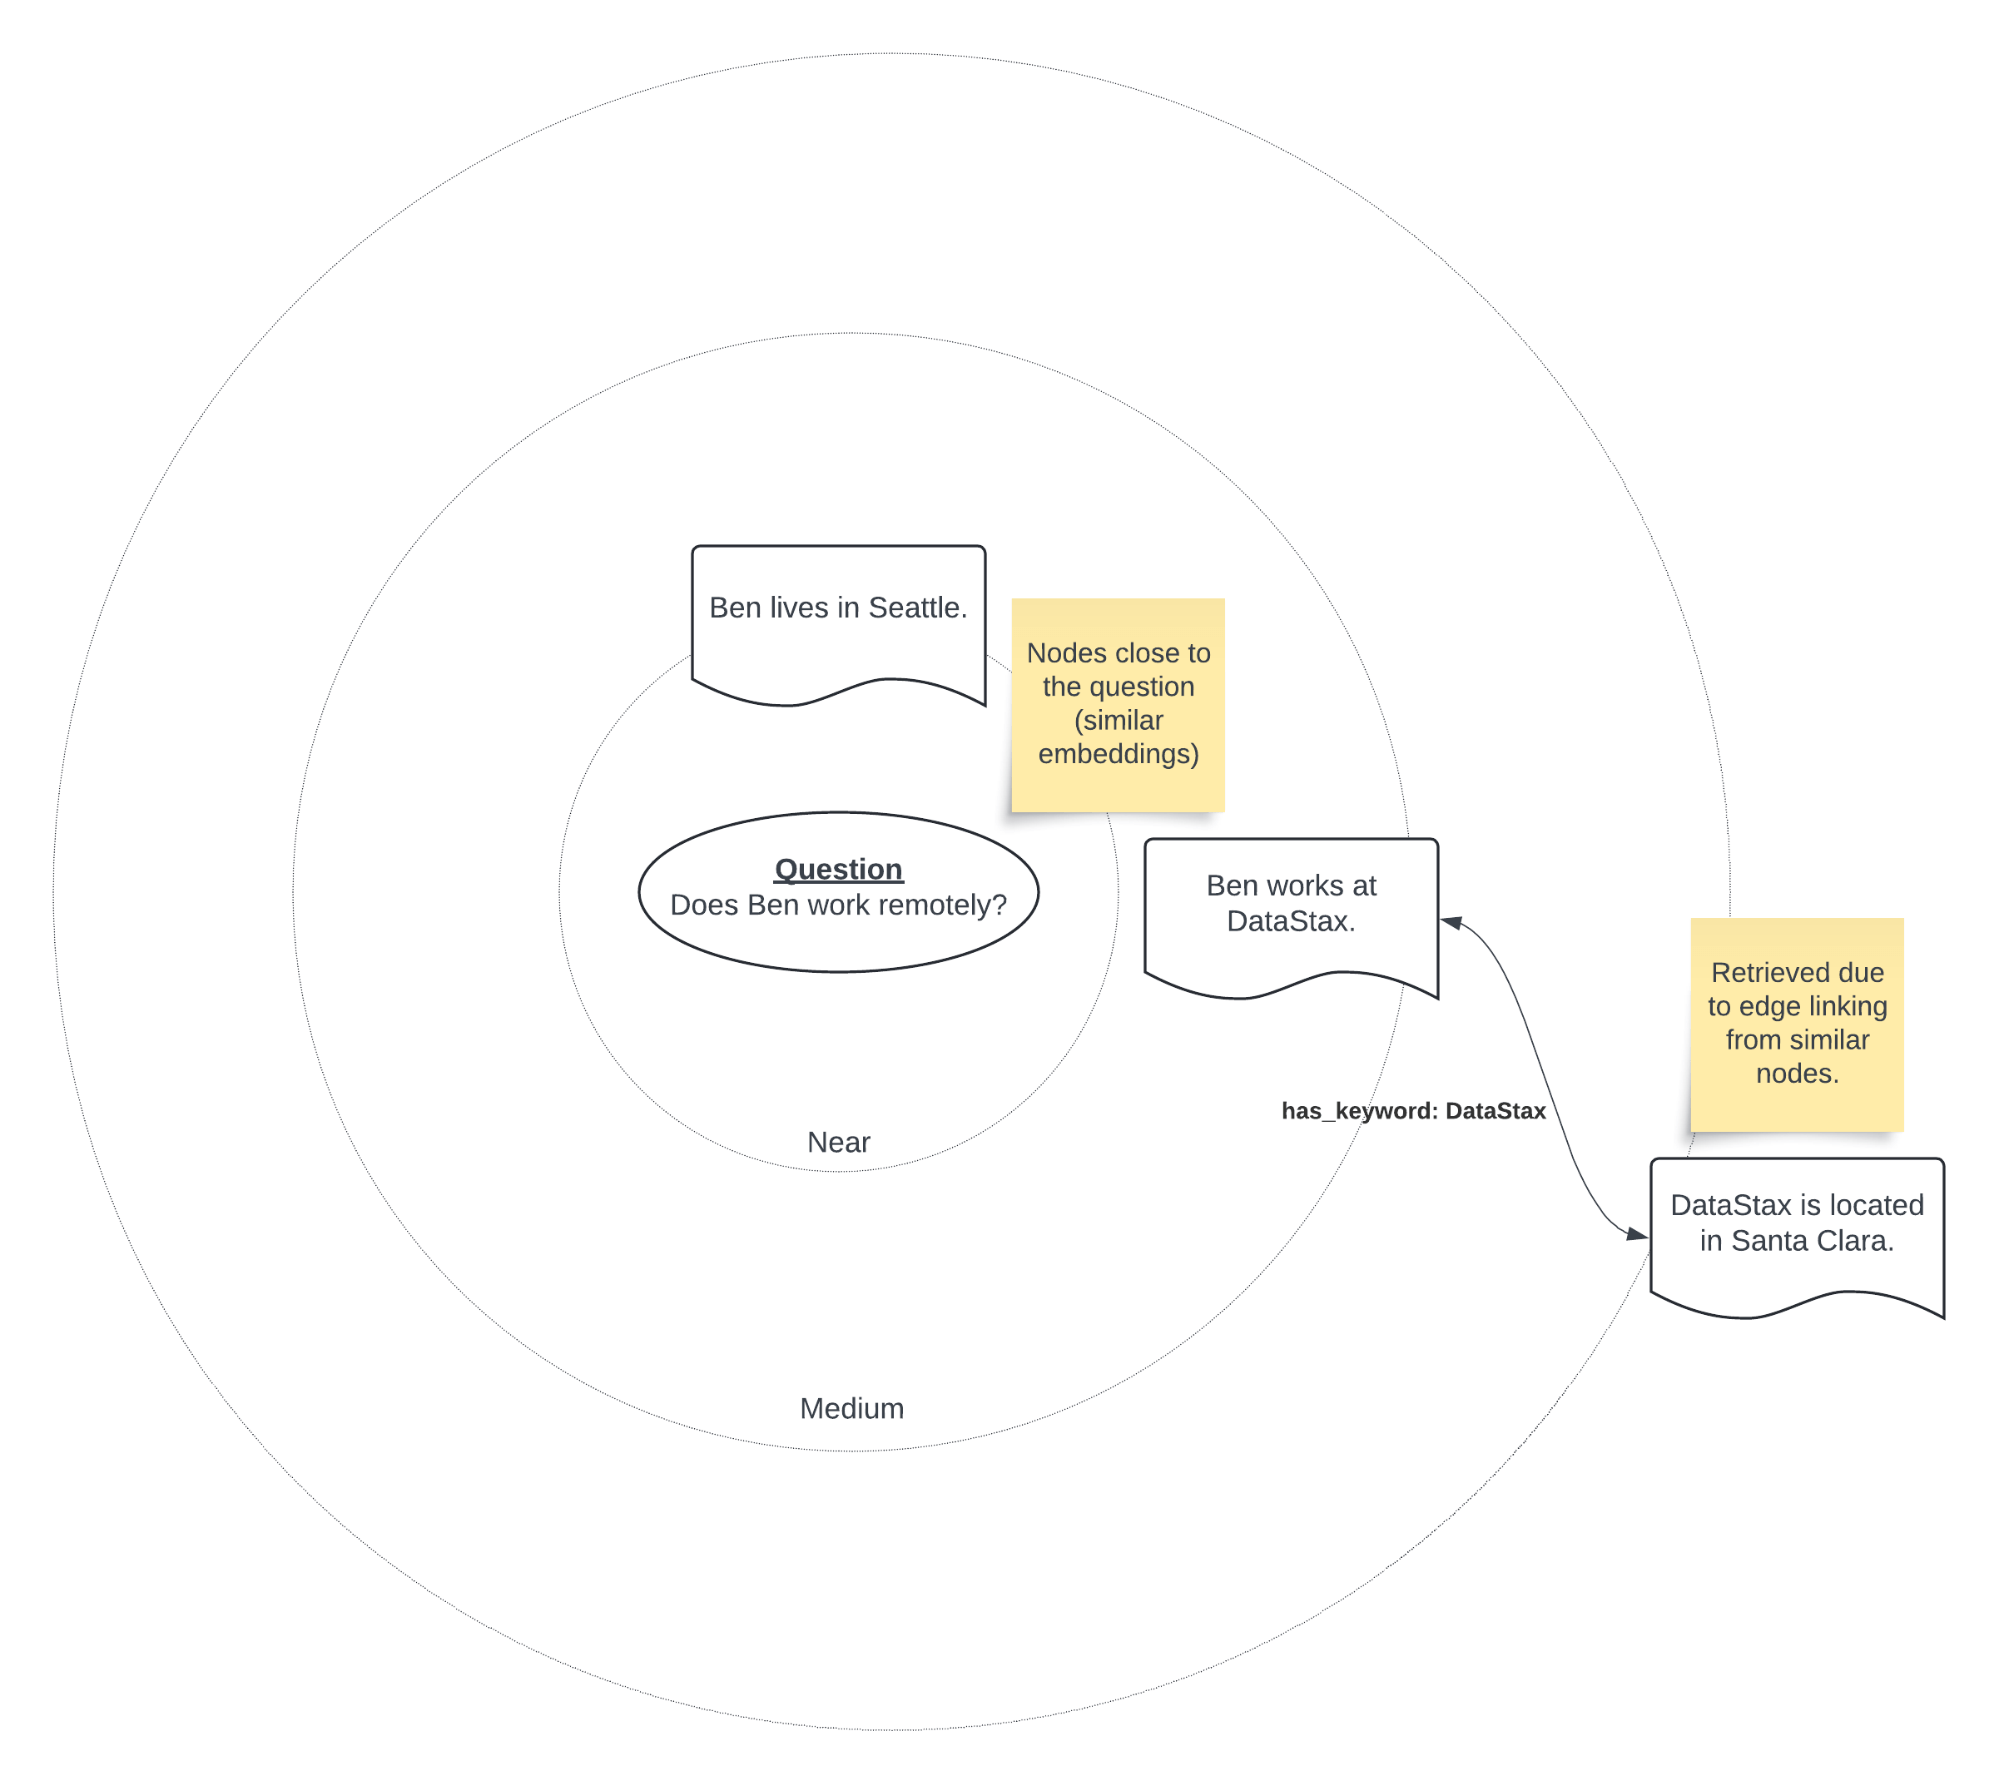 Ben lives in Seattle.
Nodes close to
the question
(similar
embeddings)
Question
Does Ben work remotely?
Ben works at
DataStax.
Retrieved due
to edge linking
from similar
nodes.
has_keyword: DataStax
Near
DataStax is located
in Santa Clara.
Medium